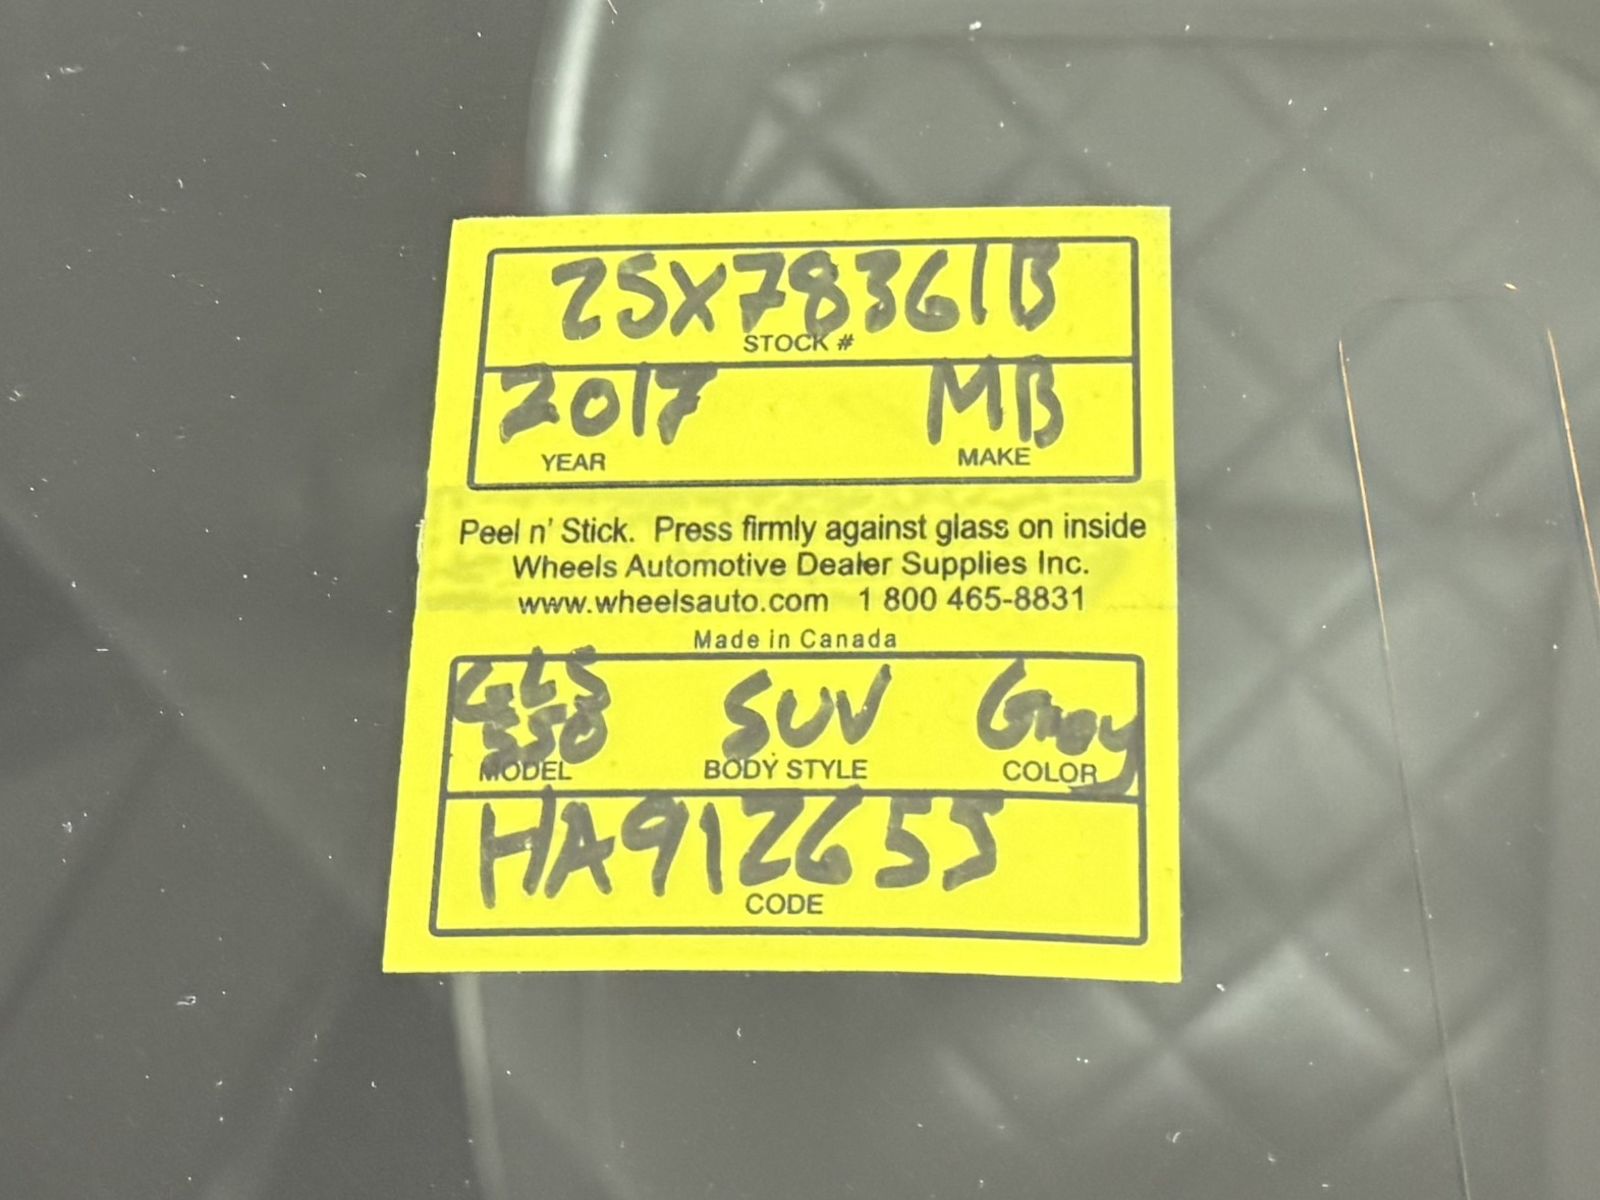 25X78361B
STOCK #
2017 MB
YEAR MAKE
Peel n' Stick. Press firmly against glass on inside
Wheels Automotive Dealer Supplies Inc.
www.wheelsauto.com 1 800 465-8831
Made in Canada
GLS SUV Grey
550
MODEL BODY STYLE COLOR
HA912655
CODE